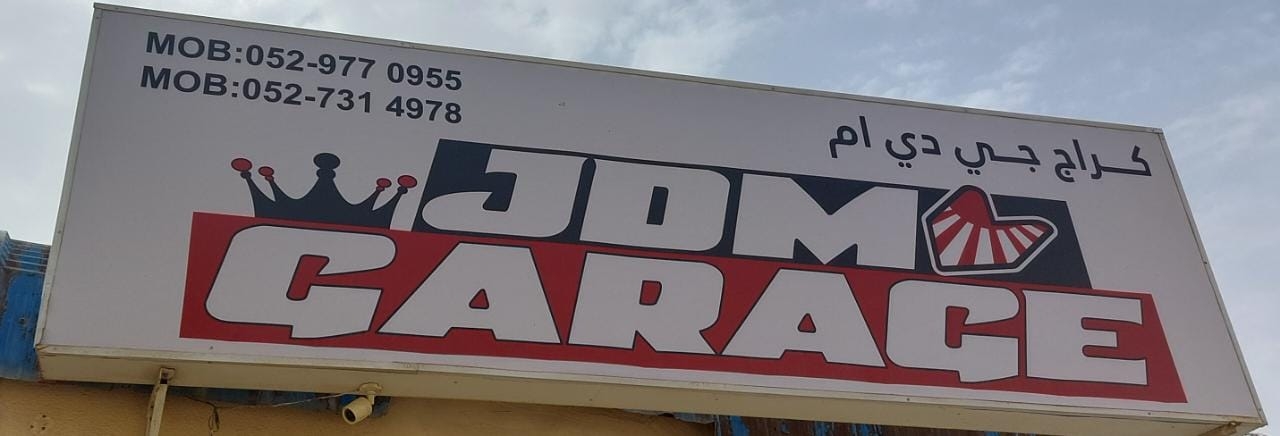 MOB:052-977 0955
MOB:052-731 4978
كراج جي دي ام
JDM
GARAGE